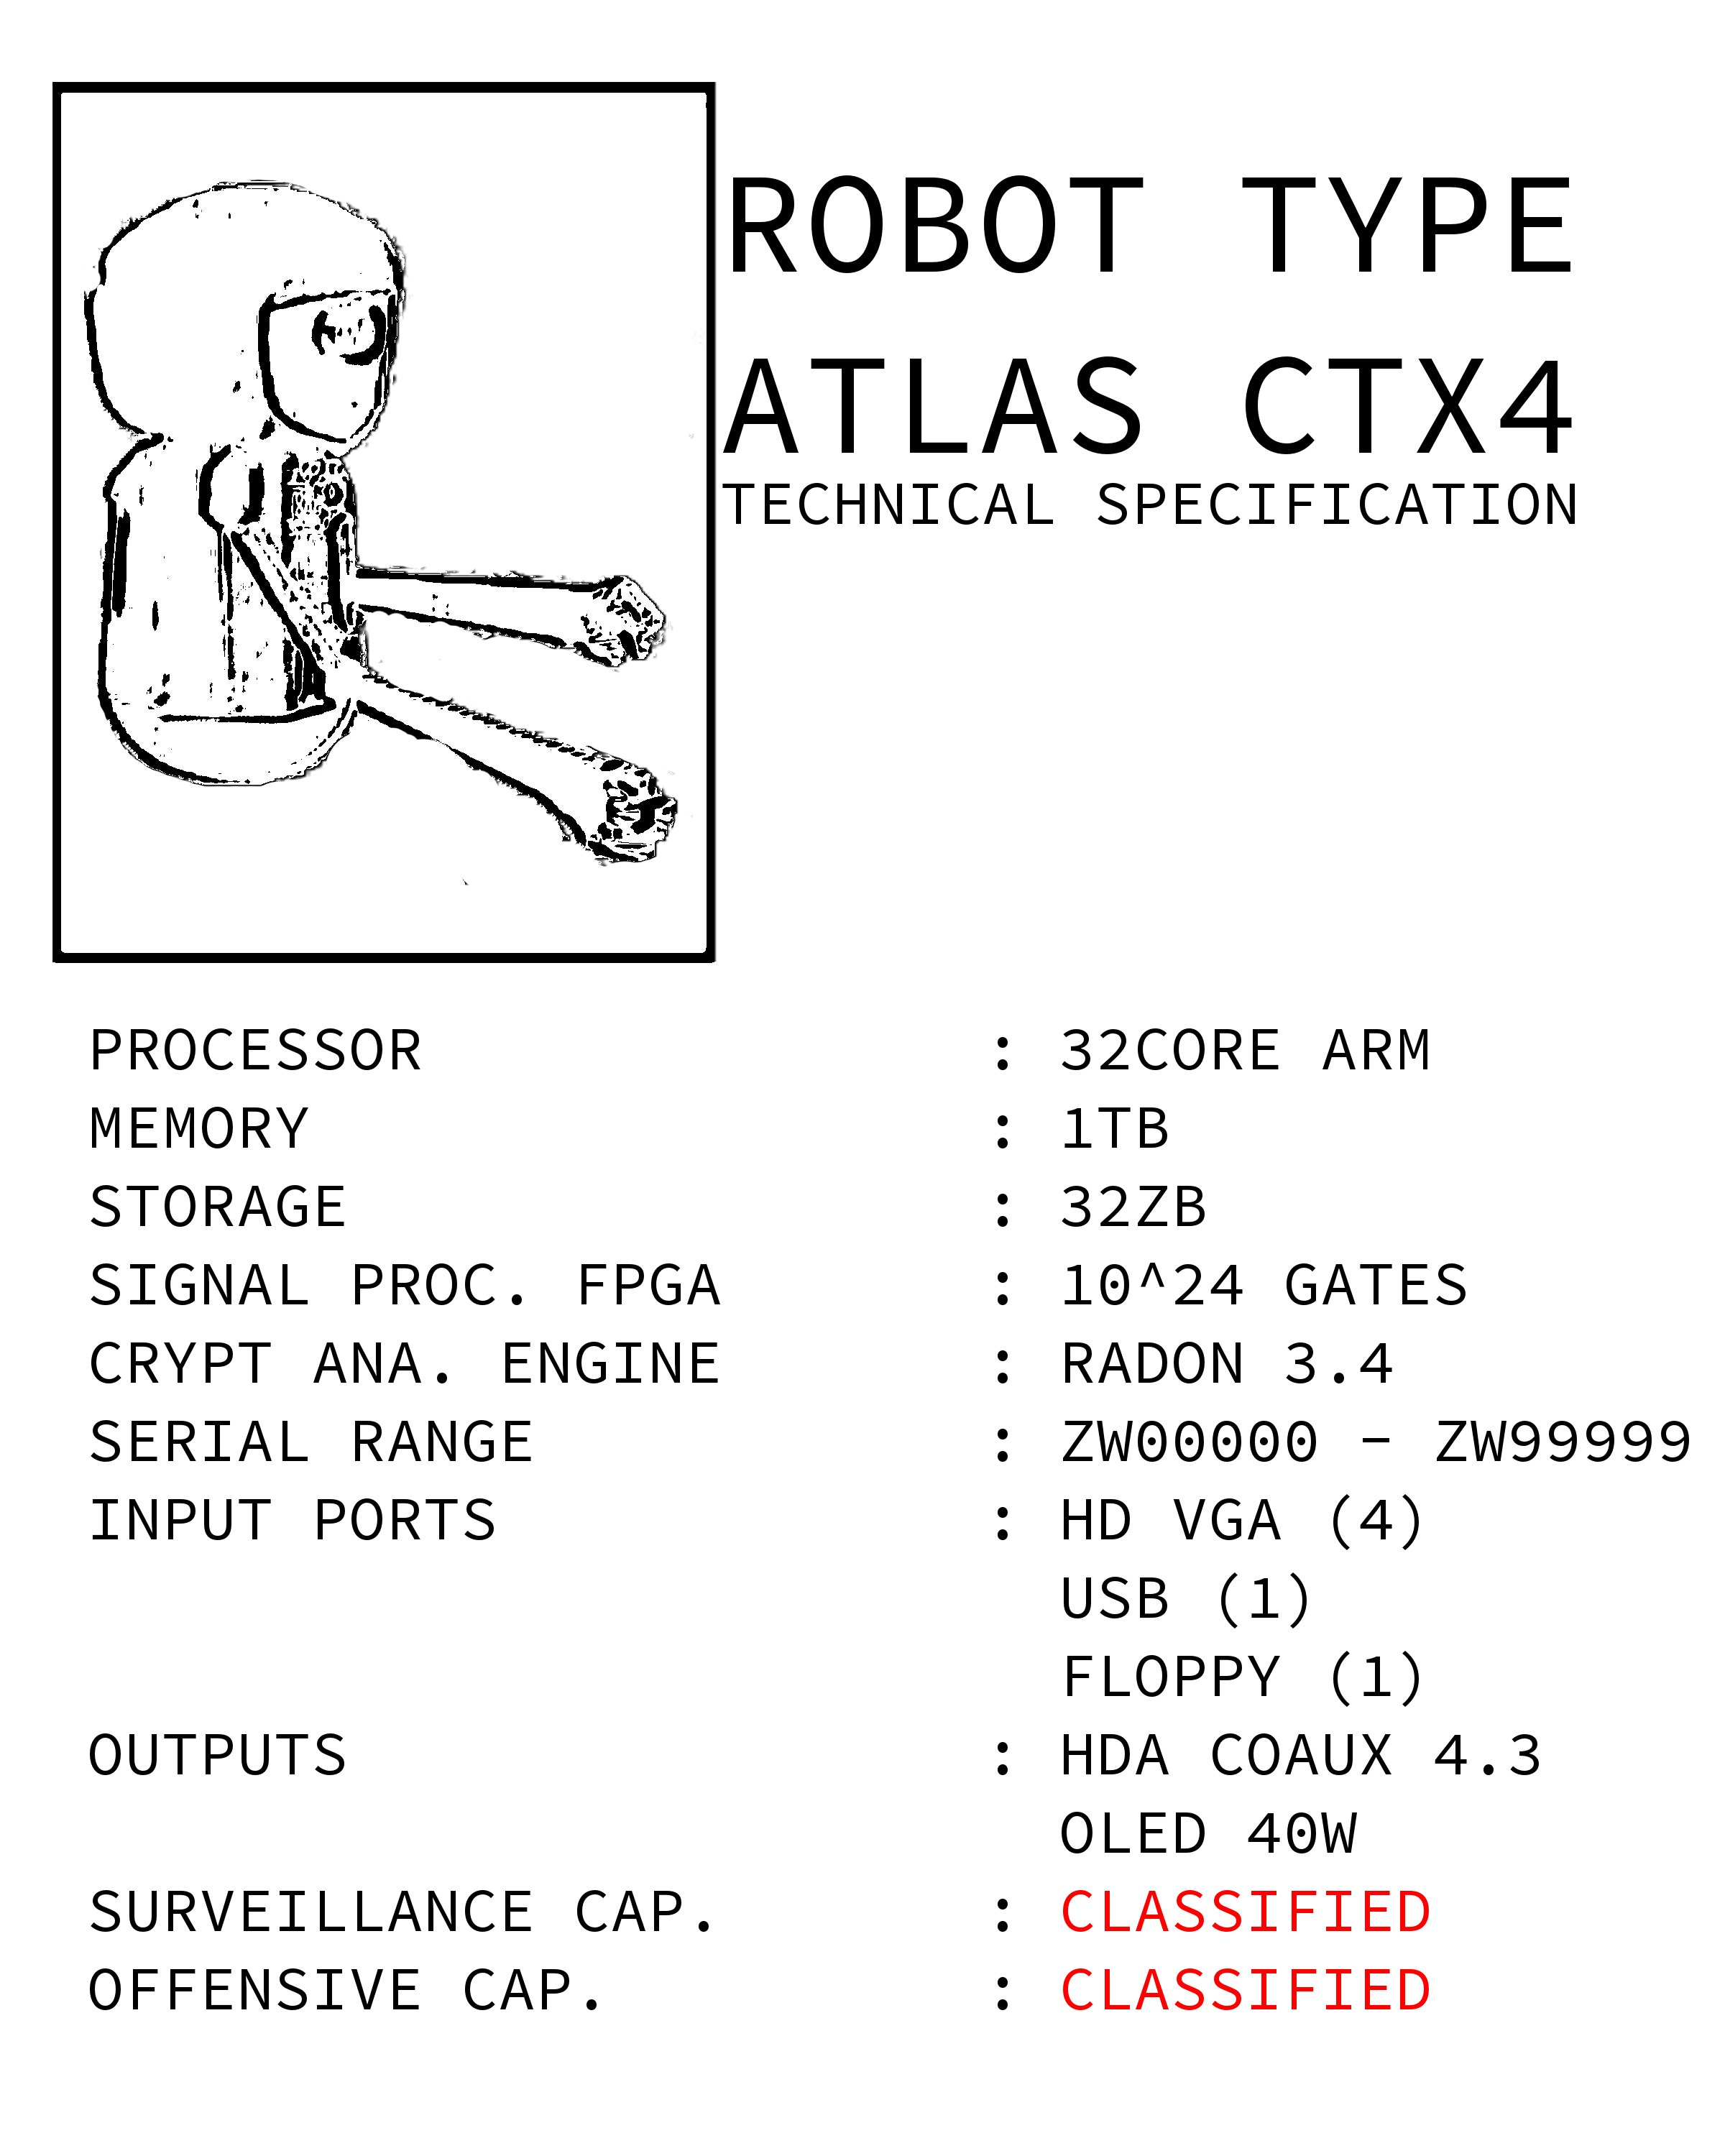 ROBOT TYPE
ATLAS CTX4
TECHNICAL SPECIFICATION
PROCESSOR : 32CORE ARM
MEMORY : 1TB
STORAGE : 32ZB
SIGNAL PROC. FPGA : 10^24 GATES
CRYPT ANA. ENGINE : RADON 3.4
SERIAL RANGE : ZW00000 - ZW99999
INPUT PORTS : HD VGA (4)
USB (1)
FLOPPY (1)
OUTPUTS : HDA COAUX 4.3
OLED 40W
SURVEILLANCE CAP. : CLASSIFIED
OFFENSIVE CAP. : CLASSIFIED